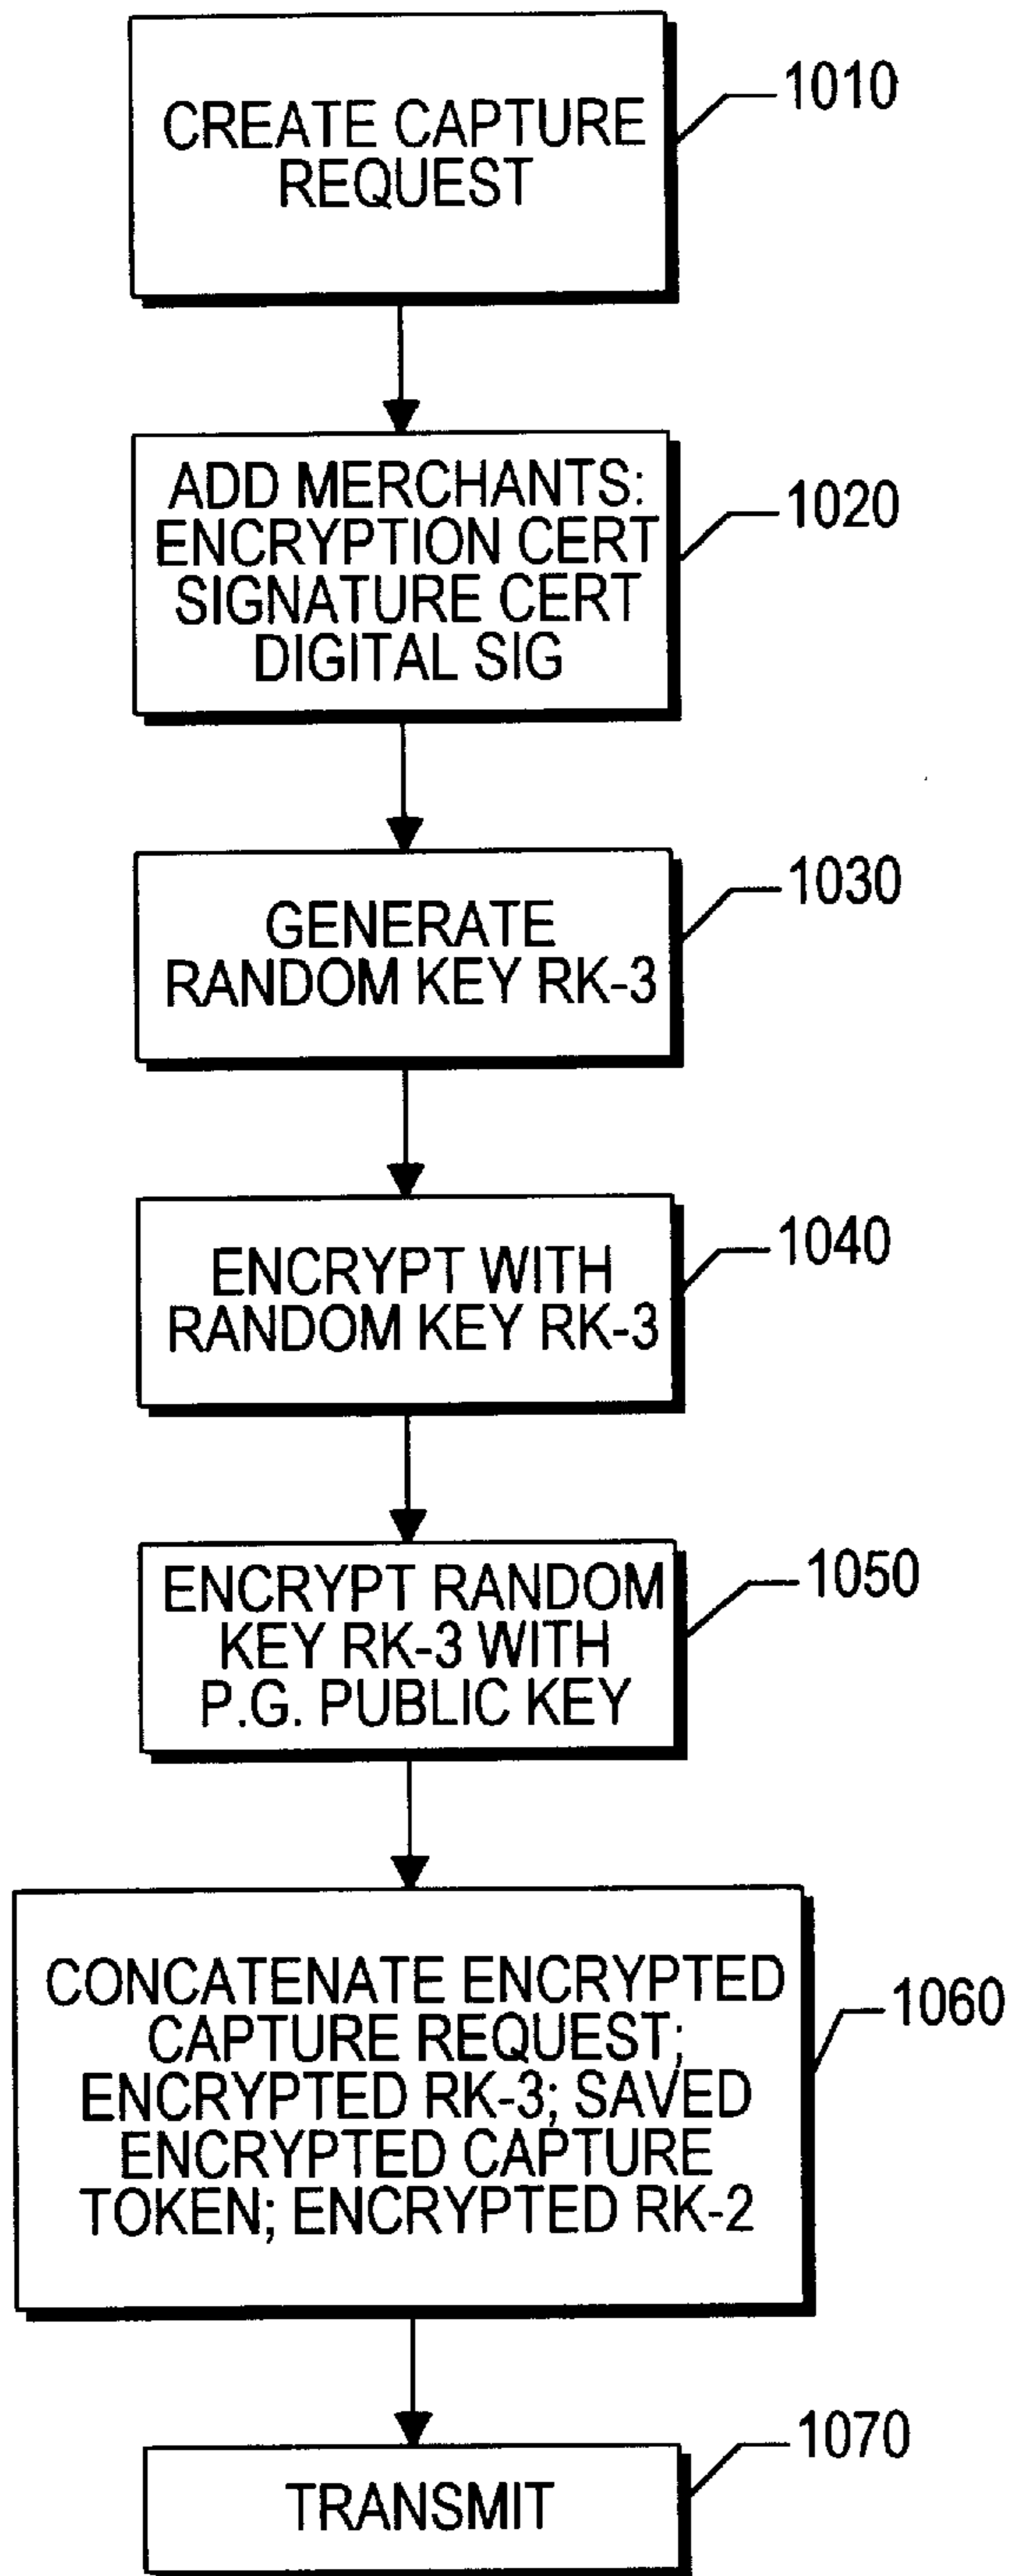 CREATE CAPTURE
REQUEST
1010
ADD MERCHANTS:
ENCRYPTION CERT
SIGNATURE CERT
DIGITAL SIG
1020
GENERATE
RANDOM KEY RK-3
1030
ENCRYPT WITH
RANDOM KEY RK-3
1040
ENCRYPT RANDOM
KEY RK-3 WITH
P.G. PUBLIC KEY
1050
CONCATENATE ENCRYPTED
CAPTURE REQUEST;
ENCRYPTED RK-3; SAVED
ENCRYPTED CAPTURE
TOKEN; ENCRYPTED RK-2
1060
TRANSMIT
1070